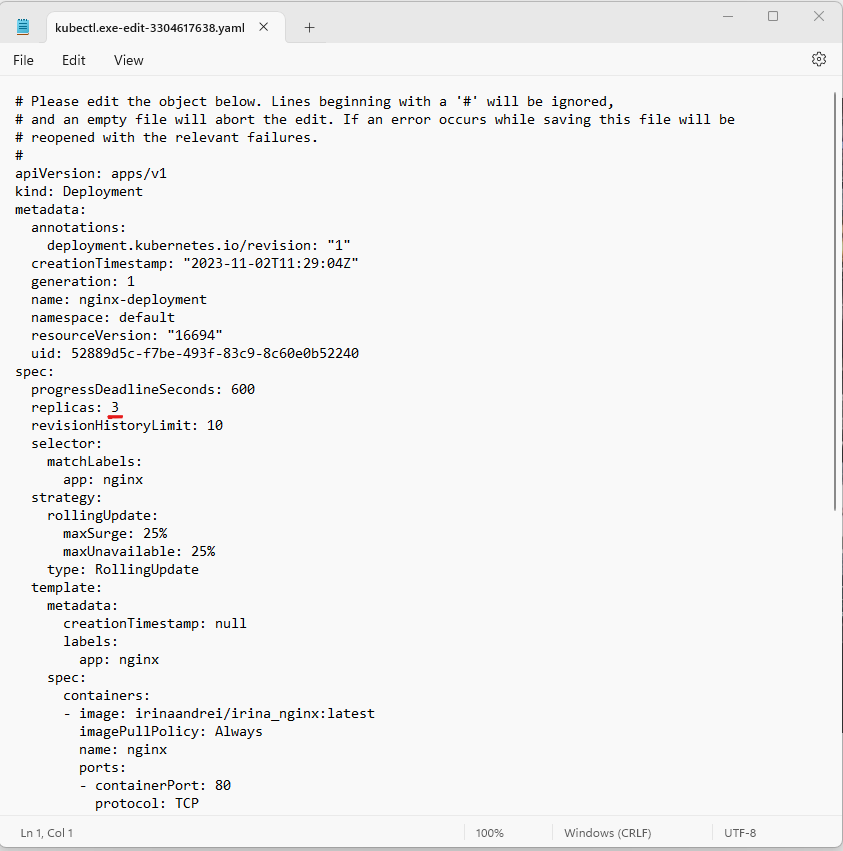 kubectl.exe-edit-3304617638.yaml
File Edit View
# Please edit the object below. Lines beginning with a '#' will be ignored,
# and an empty file will abort the edit. If an error occurs while saving this file will be
# reopened with the relevant failures.
#
apiVersion: apps/v1
kind: Deployment
metadata:
  annotations:
    deployment.kubernetes.io/revision: "1"
  creationTimestamp: "2023-11-02T11:29:04Z"
  generation: 1
  name: nginx-deployment
  namespace: default
  resourceVersion: "16694"
  uid: 52889d5c-f7be-493f-83c9-8c60e0b52240
spec:
  progressDeadlineSeconds: 600
  replicas: 3
  revisionHistoryLimit: 10
  selector:
    matchLabels:
      app: nginx
  strategy:
    rollingUpdate:
      maxSurge: 25%
      maxUnavailable: 25%
    type: RollingUpdate
  template:
    metadata:
      creationTimestamp: null
      labels:
        app: nginx
    spec:
      containers:
      - image: irinaandrei/irina_nginx:latest
        imagePullPolicy: Always
        name: nginx
        ports:
        - containerPort: 80
          protocol: TCP
Ln 1, Col 1 100% Windows (CRLF) UTF-8